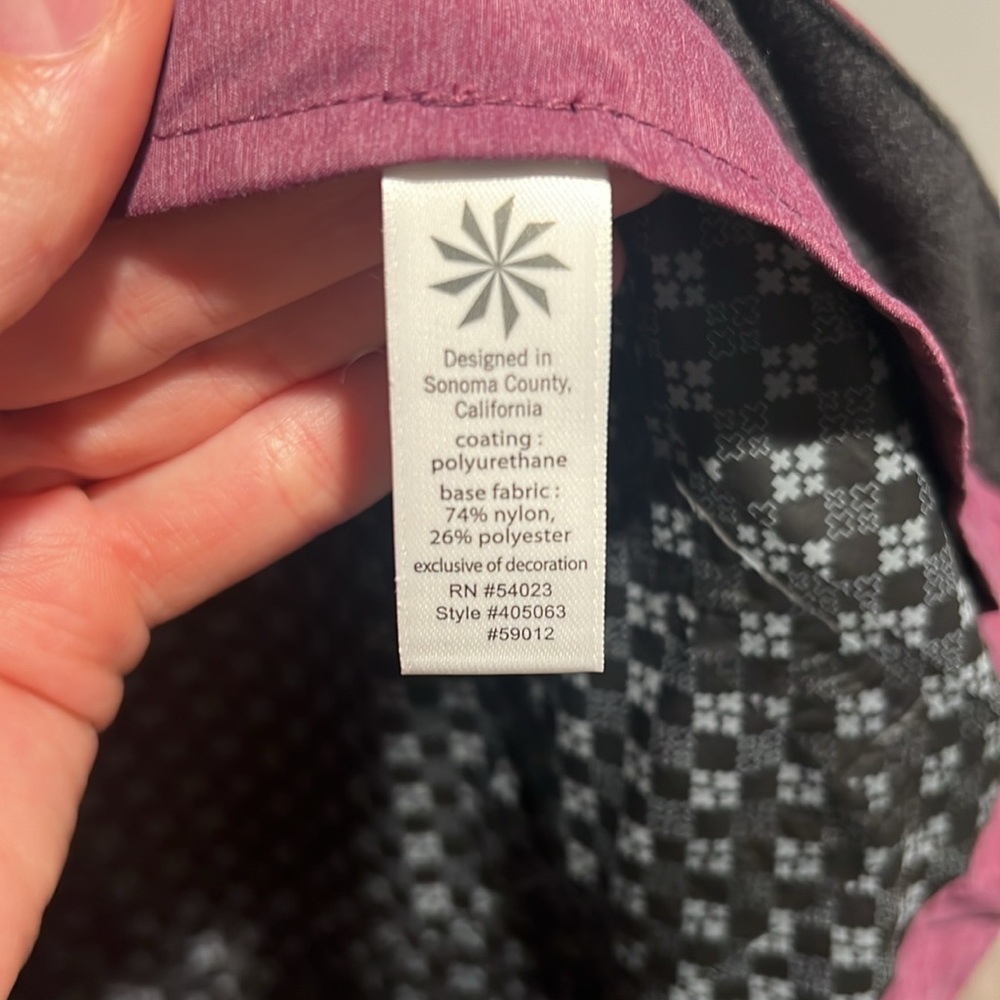 Designed in
Sonoma County,
California
coating :
polyurethane
base fabric :
74% nylon,
26% polyester
exclusive of decoration
RN #54023
Style #405063
#59012